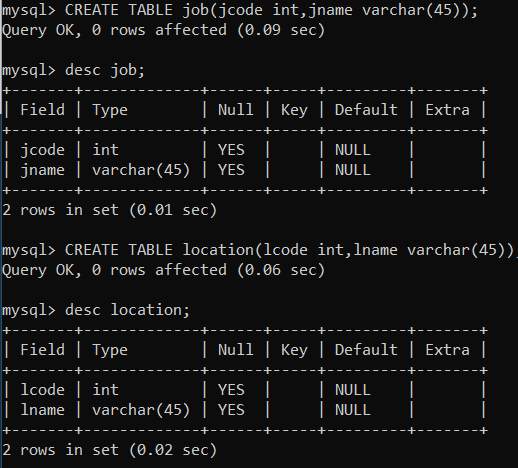 mysql> CREATE TABLE job(jcode int,jname varchar(45));
Query OK, 0 rows affected (0.09 sec)

mysql> desc job;
+-------+-------------+------+-----+---------+-------+
| Field | Type        | Null | Key | Default | Extra |
+-------+-------------+------+-----+---------+-------+
| jcode | int         | YES  |     | NULL    |       |
| jname | varchar(45) | YES  |     | NULL    |       |
+-------+-------------+------+-----+---------+-------+
2 rows in set (0.01 sec)

mysql> CREATE TABLE location(lcode int,lname varchar(45));
Query OK, 0 rows affected (0.06 sec)

mysql> desc location;
+-------+-------------+------+-----+---------+-------+
| Field | Type        | Null | Key | Default | Extra |
+-------+-------------+------+-----+---------+-------+
| lcode | int         | YES  |     | NULL    |       |
| lname | varchar(45) | YES  |     | NULL    |       |
+-------+-------------+------+-----+---------+-------+
2 rows in set (0.02 sec)